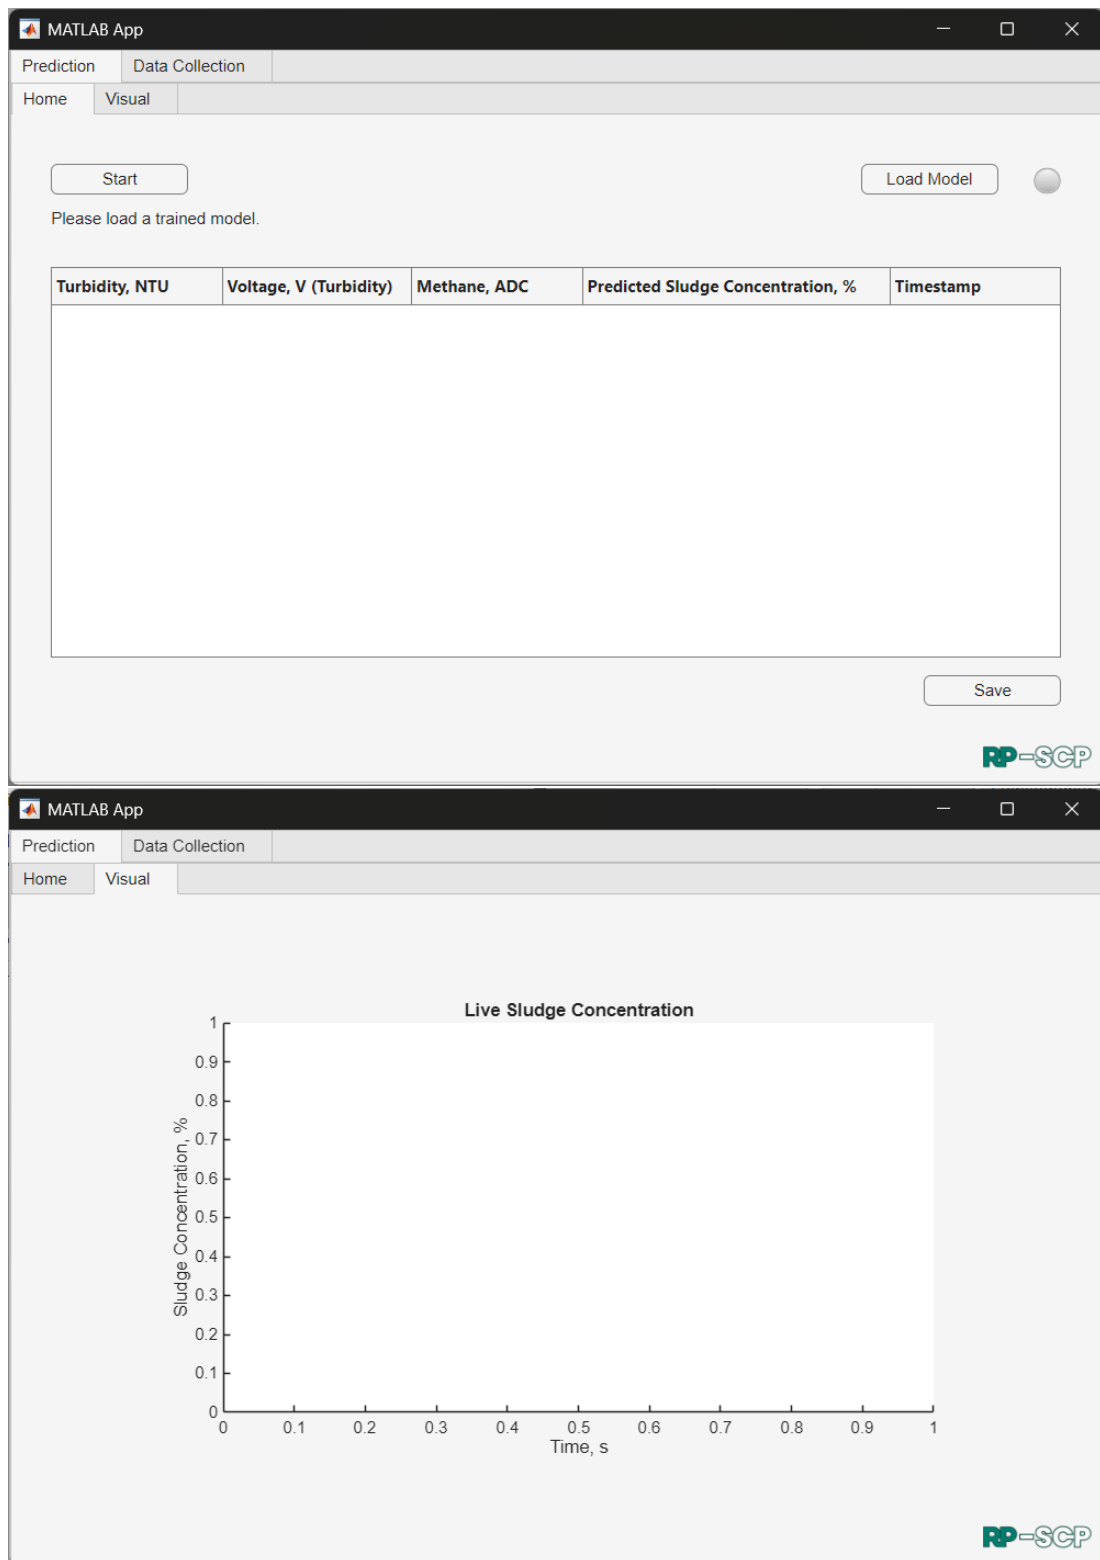 MATLAB App
Prediction Data Collection
Home Visual
Start Load Model
Please load a trained model.
Turbidity, NTU Voltage, V (Turbidity) Methane, ADC Predicted Sludge Concentration, % Timestamp
Save
RP-SCP
MATLAB App
Prediction Data Collection
Home Visual
Live Sludge Concentration
1
0.9
0.8
0.7
0.6
0.5
0.4
0.3
0.2
0.1
0
Sludge Concentration, %
0 0.1 0.2 0.3 0.4 0.5 0.6 0.7 0.8 0.9 1
Time, s
RP-SCP